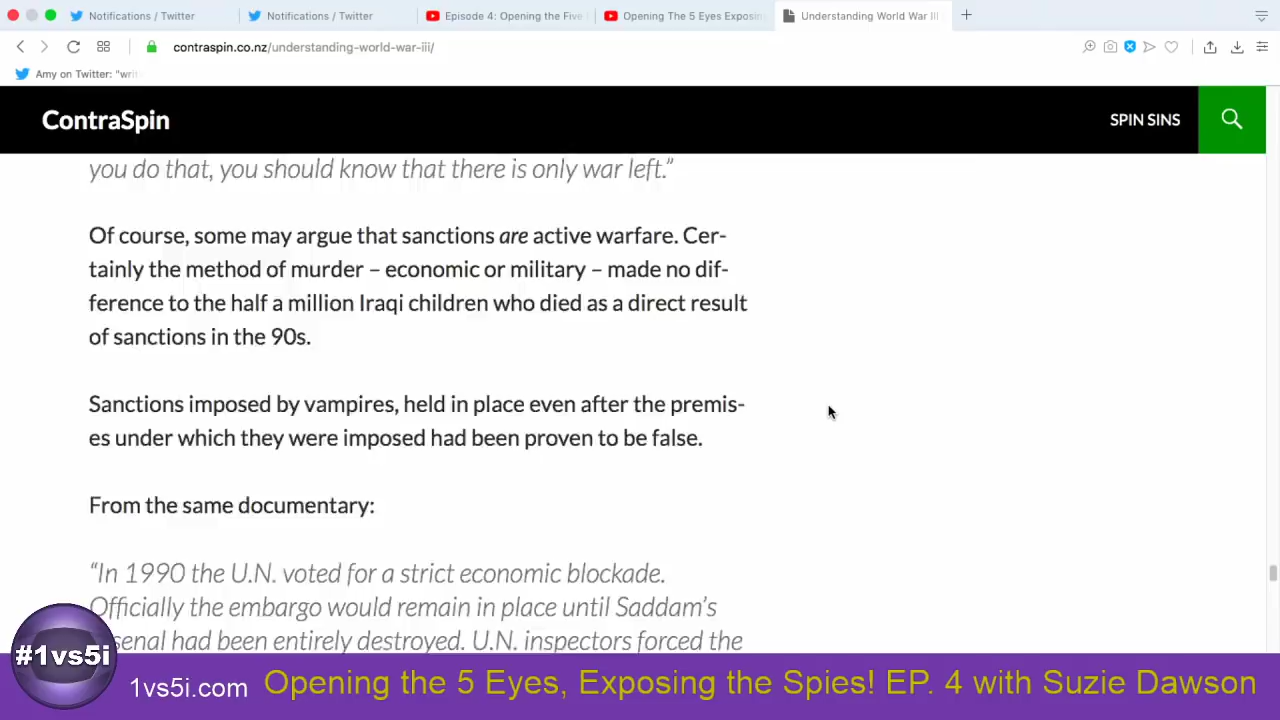 Notifications / Twitter
Notifications / Twitter
Episode 4: Opening the Five
Opening The 5 Eyes Exposin
Understanding World War III
contraspin.co.nz/understanding-world-war-iii/
Amy on Twitter: "writ
ContraSpin
SPIN SINS
you do that, you should know that there is only war left.”
Of course, some may argue that sanctions are active warfare. Cer-
tainly the method of murder – economic or military – made no dif-
ference to the half a million Iraqi children who died as a direct result
of sanctions in the 90s.
Sanctions imposed by vampires, held in place even after the premis-
es under which they were imposed had been proven to be false.
From the same documentary:
“In 1990 the U.N. voted for a strict economic blockade.
Officially the embargo would remain in place until Saddam’s
senal had been entirely destroyed. U.N. inspectors forced the
#1vs5i
1vs5i.com
Opening the 5 Eyes, Exposing the Spies! EP. 4 with Suzie Dawson